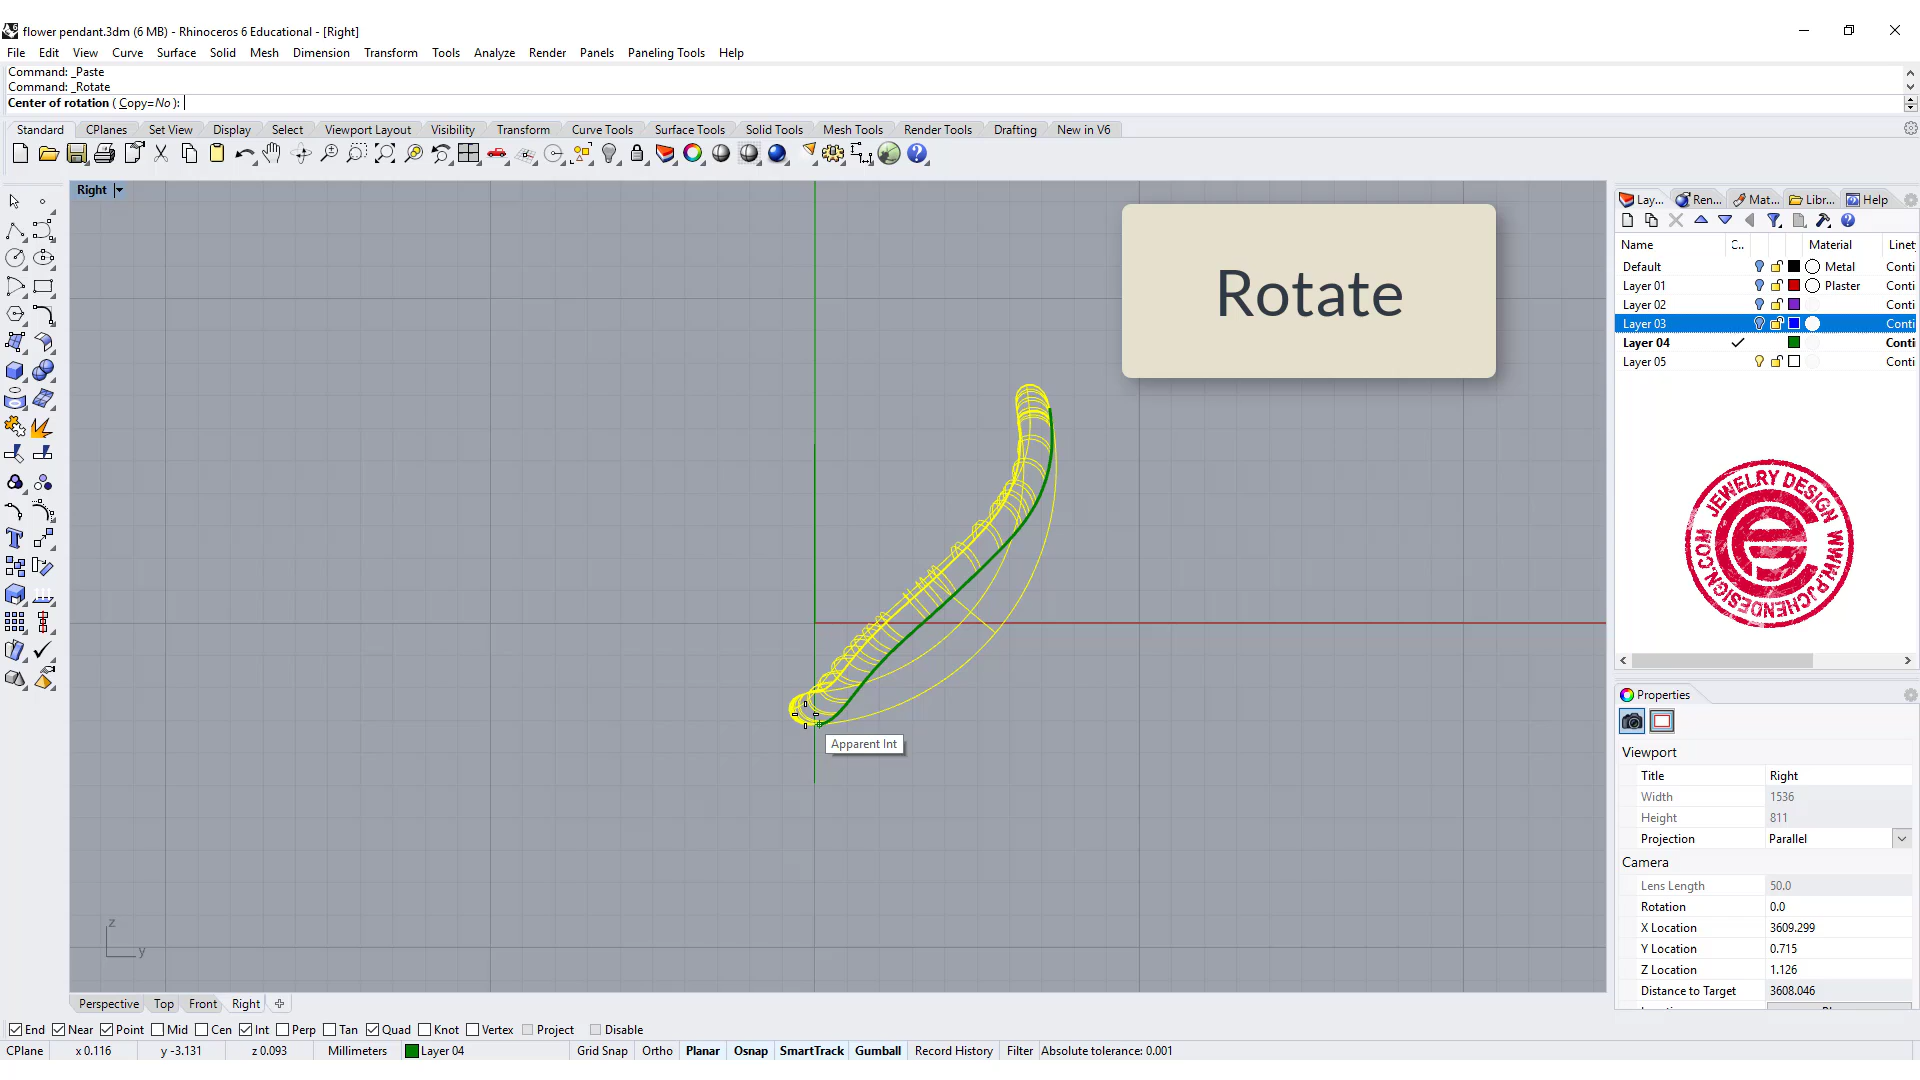 flower pendant.3dm (6 MB) - Rhinoceros 6 Educational - [Right]
File Edit View Curve Surface Solid Mesh Dimension Transform Tools Analyze Render Panels Paneling Tools Help
Command: _Paste
Command: _Rotate
Center of rotation ( Copy=No ):
Standard CPlanes Set View Display Select Viewport Layout Visibility Transform Curve Tools Surface Tools Solid Tools Mesh Tools Render Tools Drafting New in V6
Right
Lay... Ren... Mat... Libr... Help
Name C.. Material Linet
Default Metal Conti
Layer 01 Plaster Conti
Layer 02 Conti
Layer 03 Conti
Layer 04 Conti
Layer 05 Conti
Rotate
JEWELRY DESIGN
WWW.PJCHENDESIGN.COM
Apparent Int
Properties
Viewport
Title Right
Width 1536
Height 811
Projection Parallel
Camera
Lens Length 50.0
Rotation 0.0
X Location 3609.299
Y Location 0.715
Z Location 1.126
Distance to Target 3608.046
z
y
Perspective Top Front Right
End Near Point Mid Cen Int Perp Tan Quad Knot Vertex Project Disable
CPlane x 0.116 y -3.131 z 0.093 Millimeters Layer 04 Grid Snap Ortho Planar Osnap SmartTrack Gumball Record History Filter Absolute tolerance: 0.001